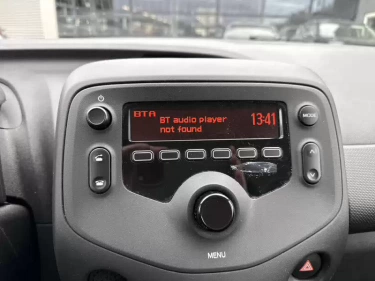 BTA
BT audio player
not found
13:41
MODE
MENU